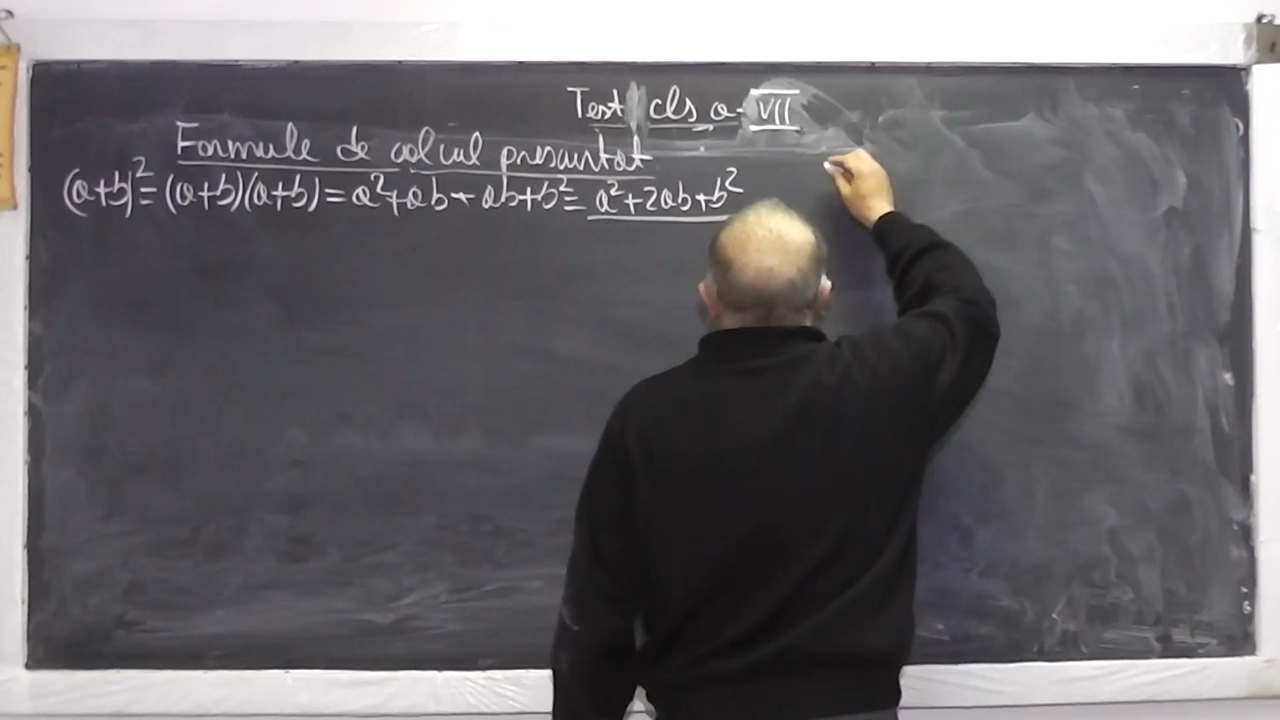 Test cls a VII
Formule de calcul prescurtat
(a+b)²=(a+b)(a+b)=a²+ab+ab+b²=a²+2ab+b²